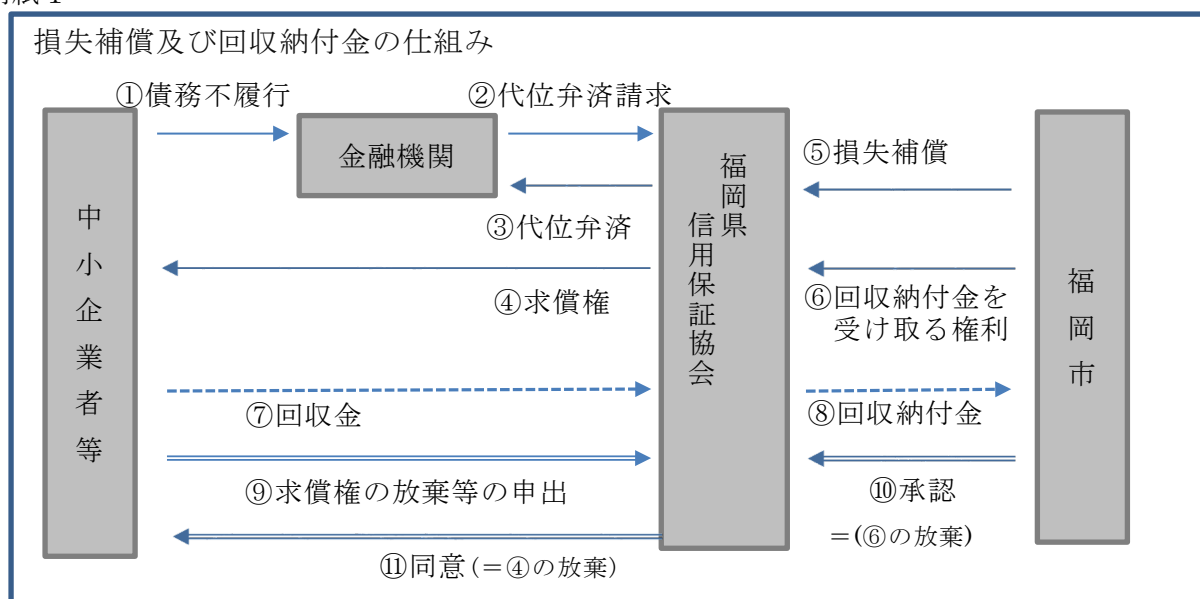 損失補償及び回収納付金の仕組み
①債務不履行
②代位弁済請求
金融機関
③代位弁済
④求償権
中小企業者等
福岡県
信用保証協会
⑤損失補償
⑥回収納付金を
受け取る権利
福岡市
⑦回収金
⑧回収納付金
⑨求償権の放棄等の申出
⑩承認
＝(⑥の放棄)
⑪同意(＝④の放棄)